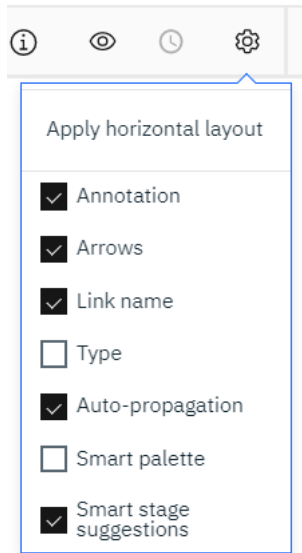 Apply horizontal layout
Annotation
Arrows
Link name
Type
Auto-propagation
Smart palette
Smart stage
suggestions